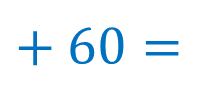 + 60 =